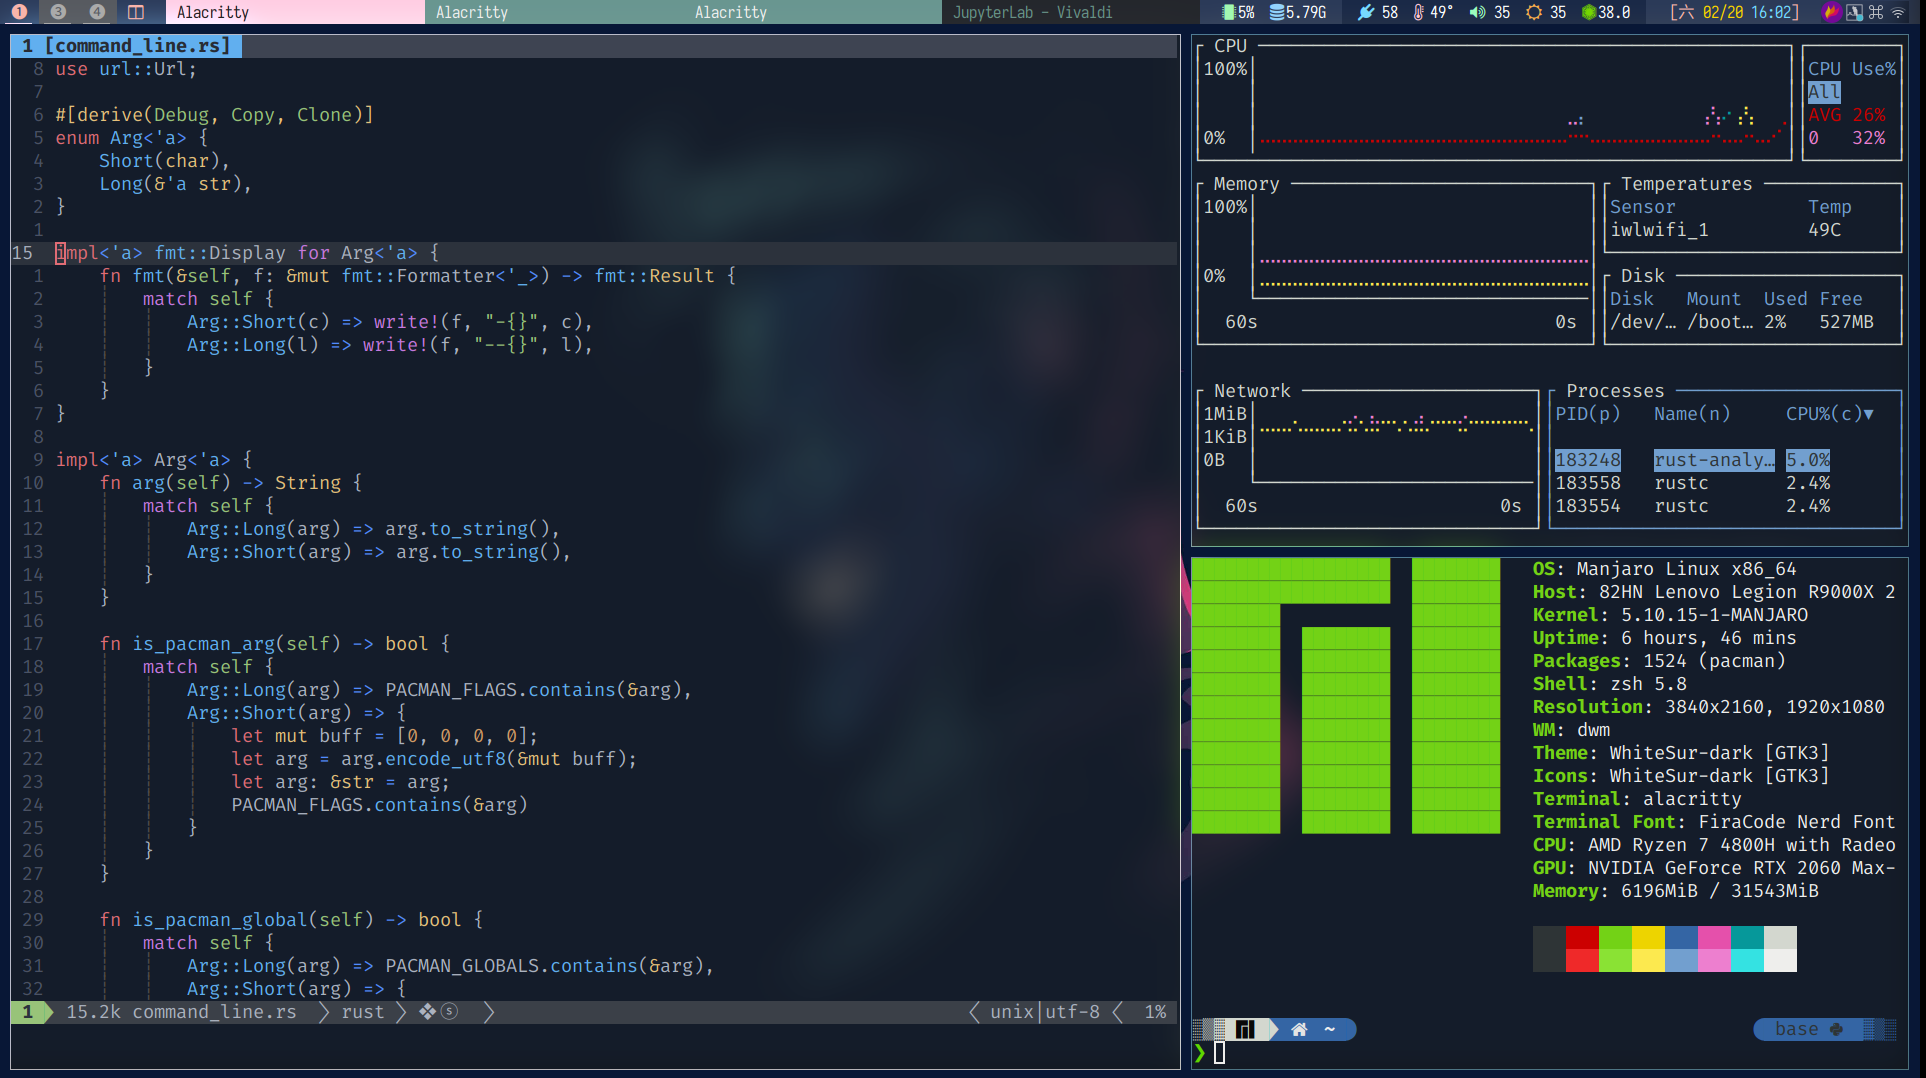 1 3 4 Alacritty Alacritty Alacritty JupyterLab - Vivaldi 5% 5.79G 58 49° 35 35 38.0 [六 02/20 16:02]
1 [command_line.rs]
8 use url::Url;
7
6 #[derive(Debug, Copy, Clone)]
5 enum Arg<'a> {
4     Short(char),
3     Long(&'a str),
2 }
1
15 impl<'a> fmt::Display for Arg<'a> {
1     fn fmt(&self, f: &mut fmt::Formatter<'_>) -> fmt::Result {
2         match self {
3             Arg::Short(c) => write!(f, "-{}", c),
4             Arg::Long(l) => write!(f, "--{}", l),
5         }
6     }
7 }
8
9 impl<'a> Arg<'a> {
10     fn arg(self) -> String {
11         match self {
12             Arg::Long(arg) => arg.to_string(),
13             Arg::Short(arg) => arg.to_string(),
14         }
15     }
16
17     fn is_pacman_arg(self) -> bool {
18         match self {
19             Arg::Long(arg) => PACMAN_FLAGS.contains(&arg),
20             Arg::Short(arg) => {
21                 let mut buff = [0, 0, 0, 0];
22                 let arg = arg.encode_utf8(&mut buff);
23                 let arg: &str = arg;
24                 PACMAN_FLAGS.contains(&arg)
25             }
26         }
27     }
28
29     fn is_pacman_global(self) -> bool {
30         match self {
31             Arg::Long(arg) => PACMAN_GLOBALS.contains(&arg),
32             Arg::Short(arg) => {
1 15.2k command_line.rs rust ❖ⓢ unix|utf-8 1%
CPU
100%
0%
CPU Use%
All
AVG 26%
0 32%
Memory
100%
0%
60s 0s
Temperatures
Sensor Temp
iwlwifi_1 49C
Disk
Disk Mount Used Free
/dev/… /boot… 2% 527MB
Network
1MiB
1KiB
0B
60s 0s
Processes
PID(p) Name(n) CPU%(c)▼
183248 rust-analy… 5.0%
183558 rustc 2.4%
183554 rustc 2.4%
OS: Manjaro Linux x86_64
Host: 82HN Lenovo Legion R9000X 2
Kernel: 5.10.15-1-MANJARO
Uptime: 6 hours, 46 mins
Packages: 1524 (pacman)
Shell: zsh 5.8
Resolution: 3840x2160, 1920x1080
WM: dwm
Theme: WhiteSur-dark [GTK3]
Icons: WhiteSur-dark [GTK3]
Terminal: alacritty
Terminal Font: FiraCode Nerd Font
CPU: AMD Ryzen 7 4800H with Radeo
GPU: NVIDIA GeForce RTX 2060 Max-
Memory: 6196MiB / 31543MiB
~ base
❯